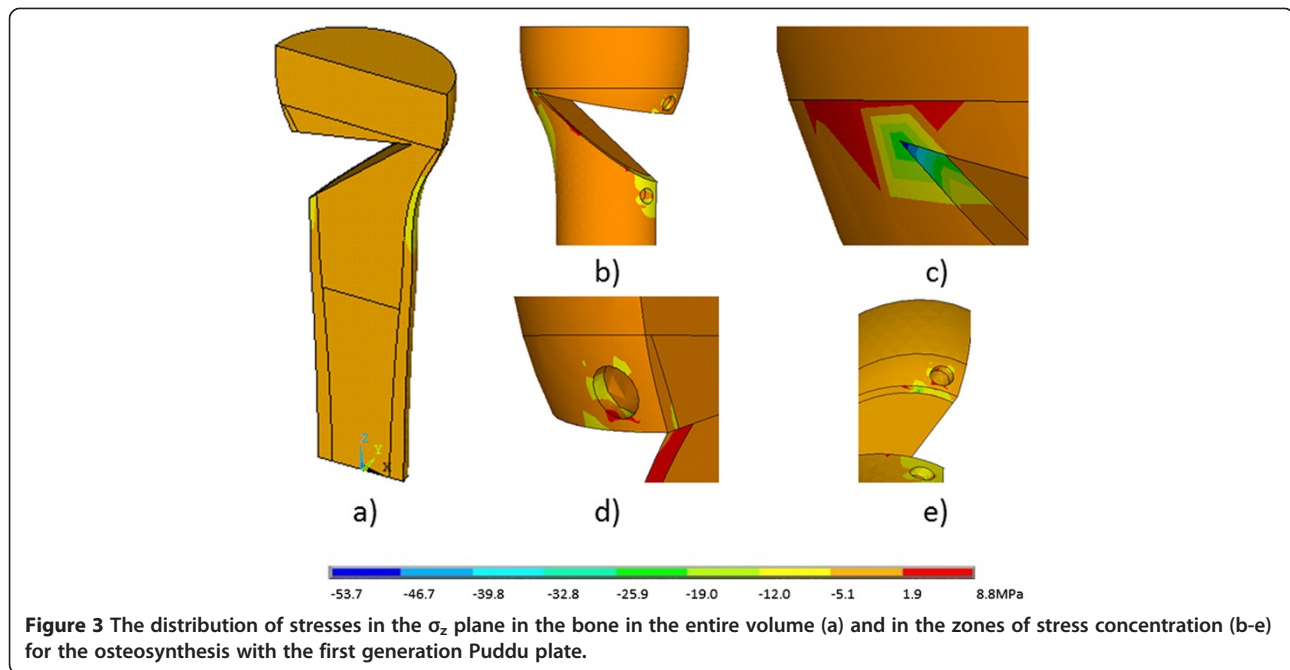 Z
Y
X
a)
b)
c)
d)
e)
-53.7 -46.7 -39.8 -32.8 -25.9 -19.0 -12.0 -5.1 1.9 8.8MPa
Figure 3 The distribution of stresses in the σz plane in the bone in the entire volume (a) and in the zones of stress concentration (b-e)
for the osteosynthesis with the first generation Puddu plate.